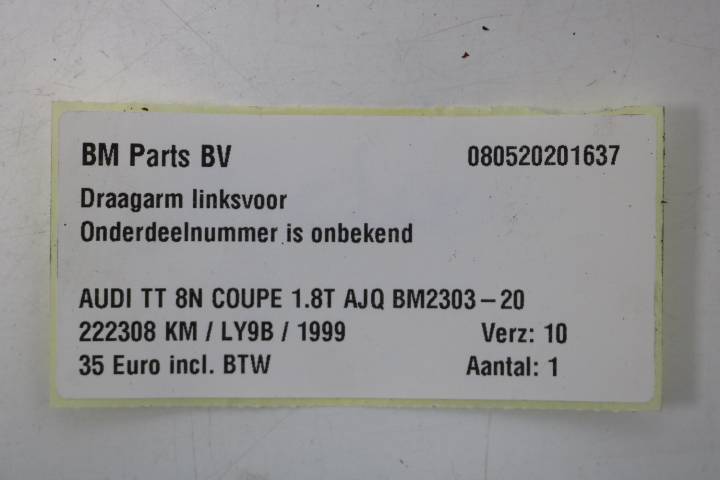 BM Parts BV 080520201637
Draagarm linksvoor
Onderdeelnummer is onbekend
AUDI TT 8N COUPE 1.8T AJQ BM2303-20
222308 KM / LY9B / 1999 Verz: 10
35 Euro incl. BTW Aantal: 1